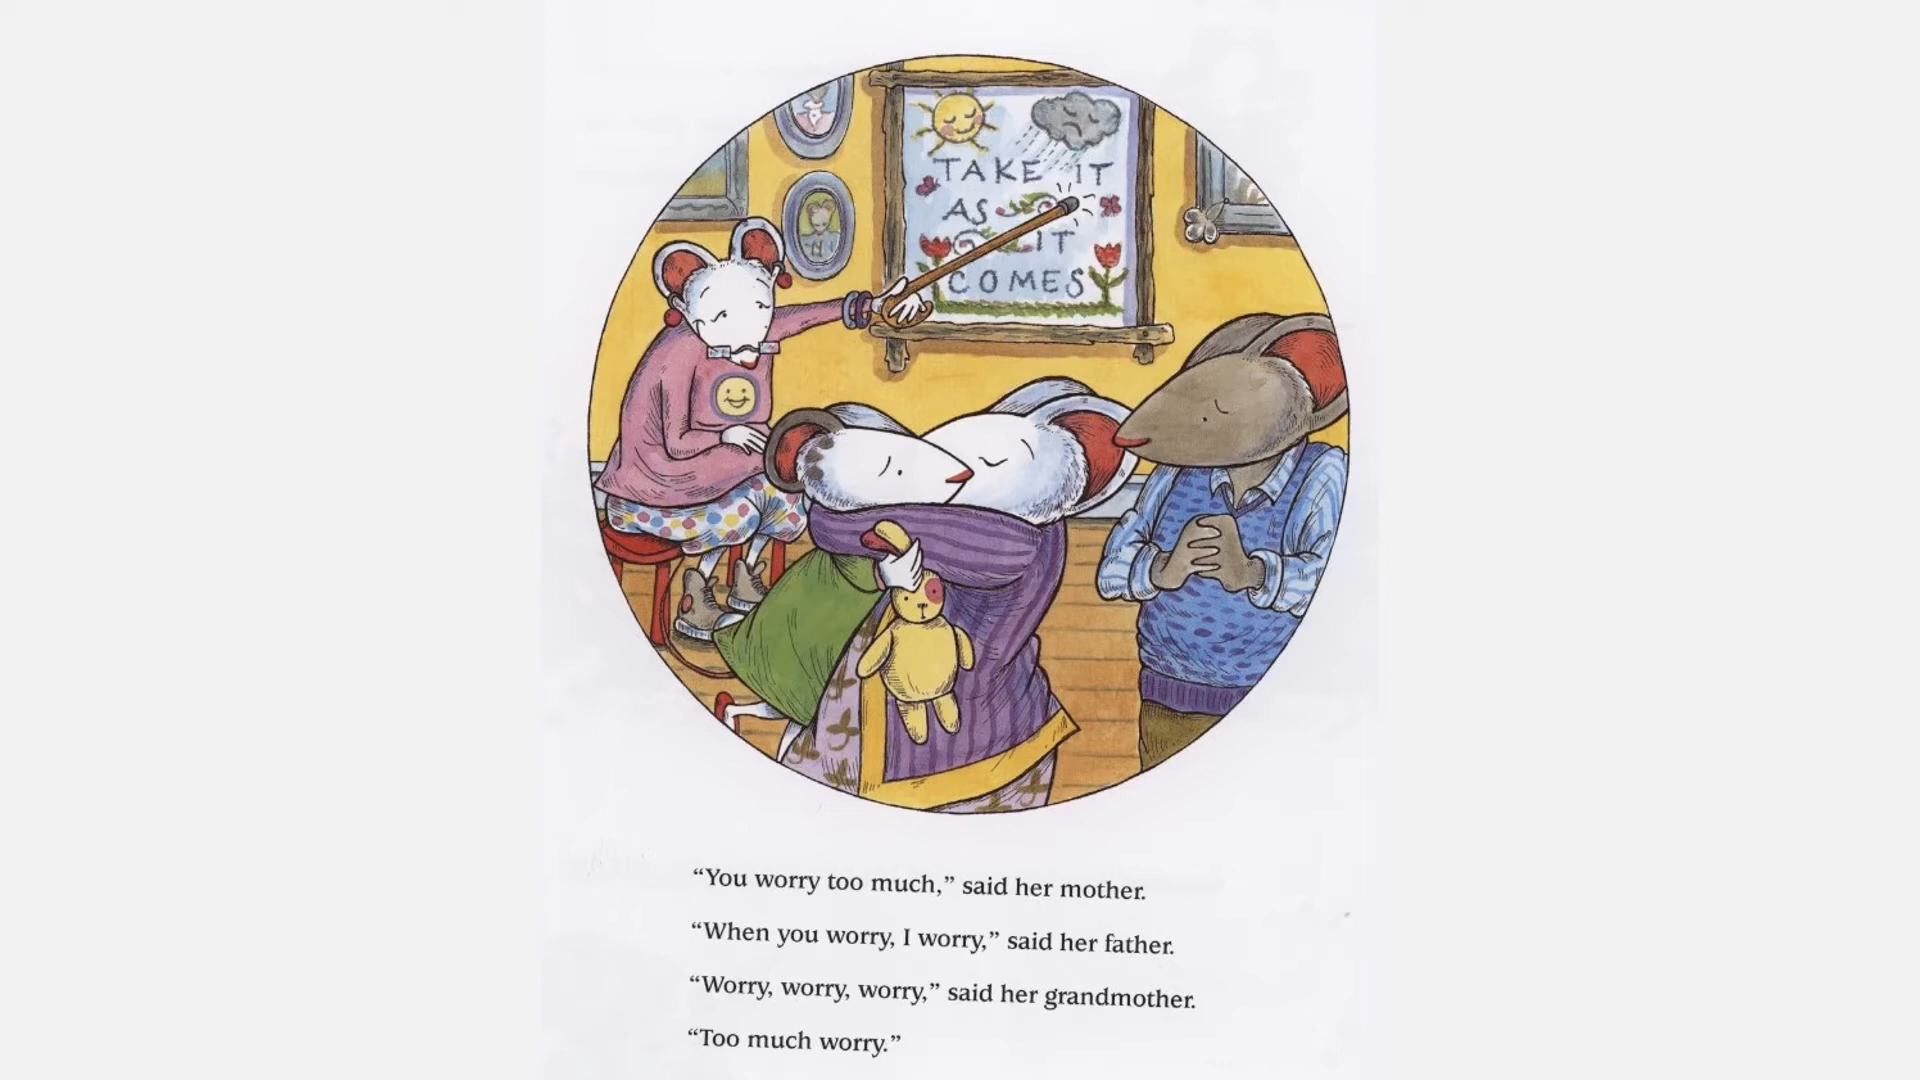 TAKE IT
AS
IT
COMES
“You worry too much,” said her mother.
“When you worry, I worry,” said her father.
“Worry, worry, worry,” said her grandmother.
“Too much worry.”